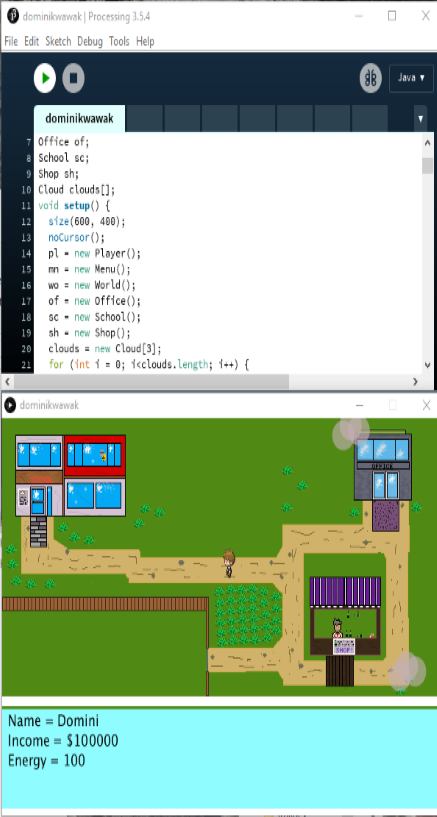 dominikwawak | Processing 3.5.4
File Edit Sketch Debug Tools Help
Java
dominikwawak
7 Office of;
8 School sc;
9 Shop sh;
10 Cloud clouds[];
11 void setup() {
12 size(600, 400);
13 noCursor();
14 pl = new Player();
15 mn = new Menu();
16 wo = new World();
17 of = new Office();
18 sc = new School();
19 sh = new Shop();
20 clouds = new Cloud[3];
21 for (int i = 0; i<clouds.length; i++) {
dominikwawak
OFFICE
SHOP
Name = Domini
Income = $100000
Energy = 100